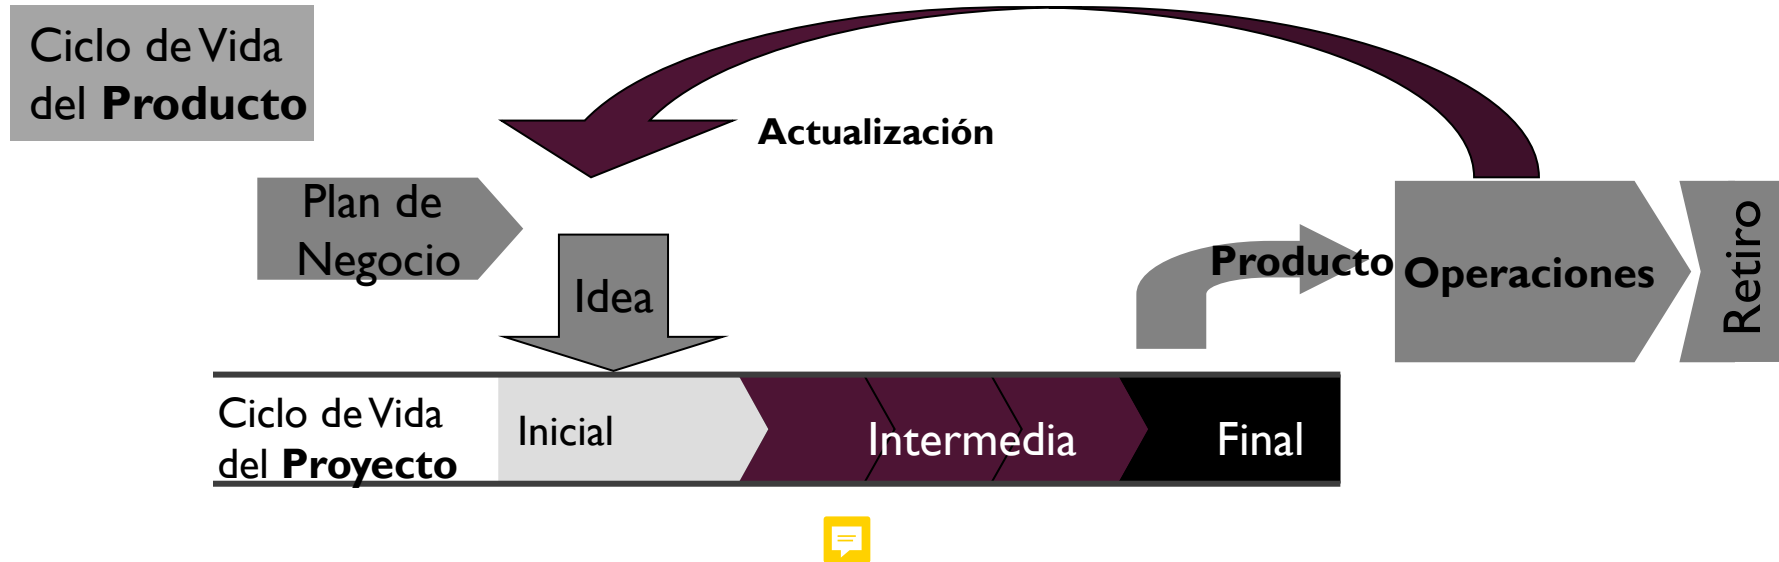 Ciclo de Vida
del Producto
Actualización
Plan de
Negocio
Idea
Producto
Operaciones
Retiro
Ciclo de Vida
del Proyecto
Inicial
Intermedia
Final